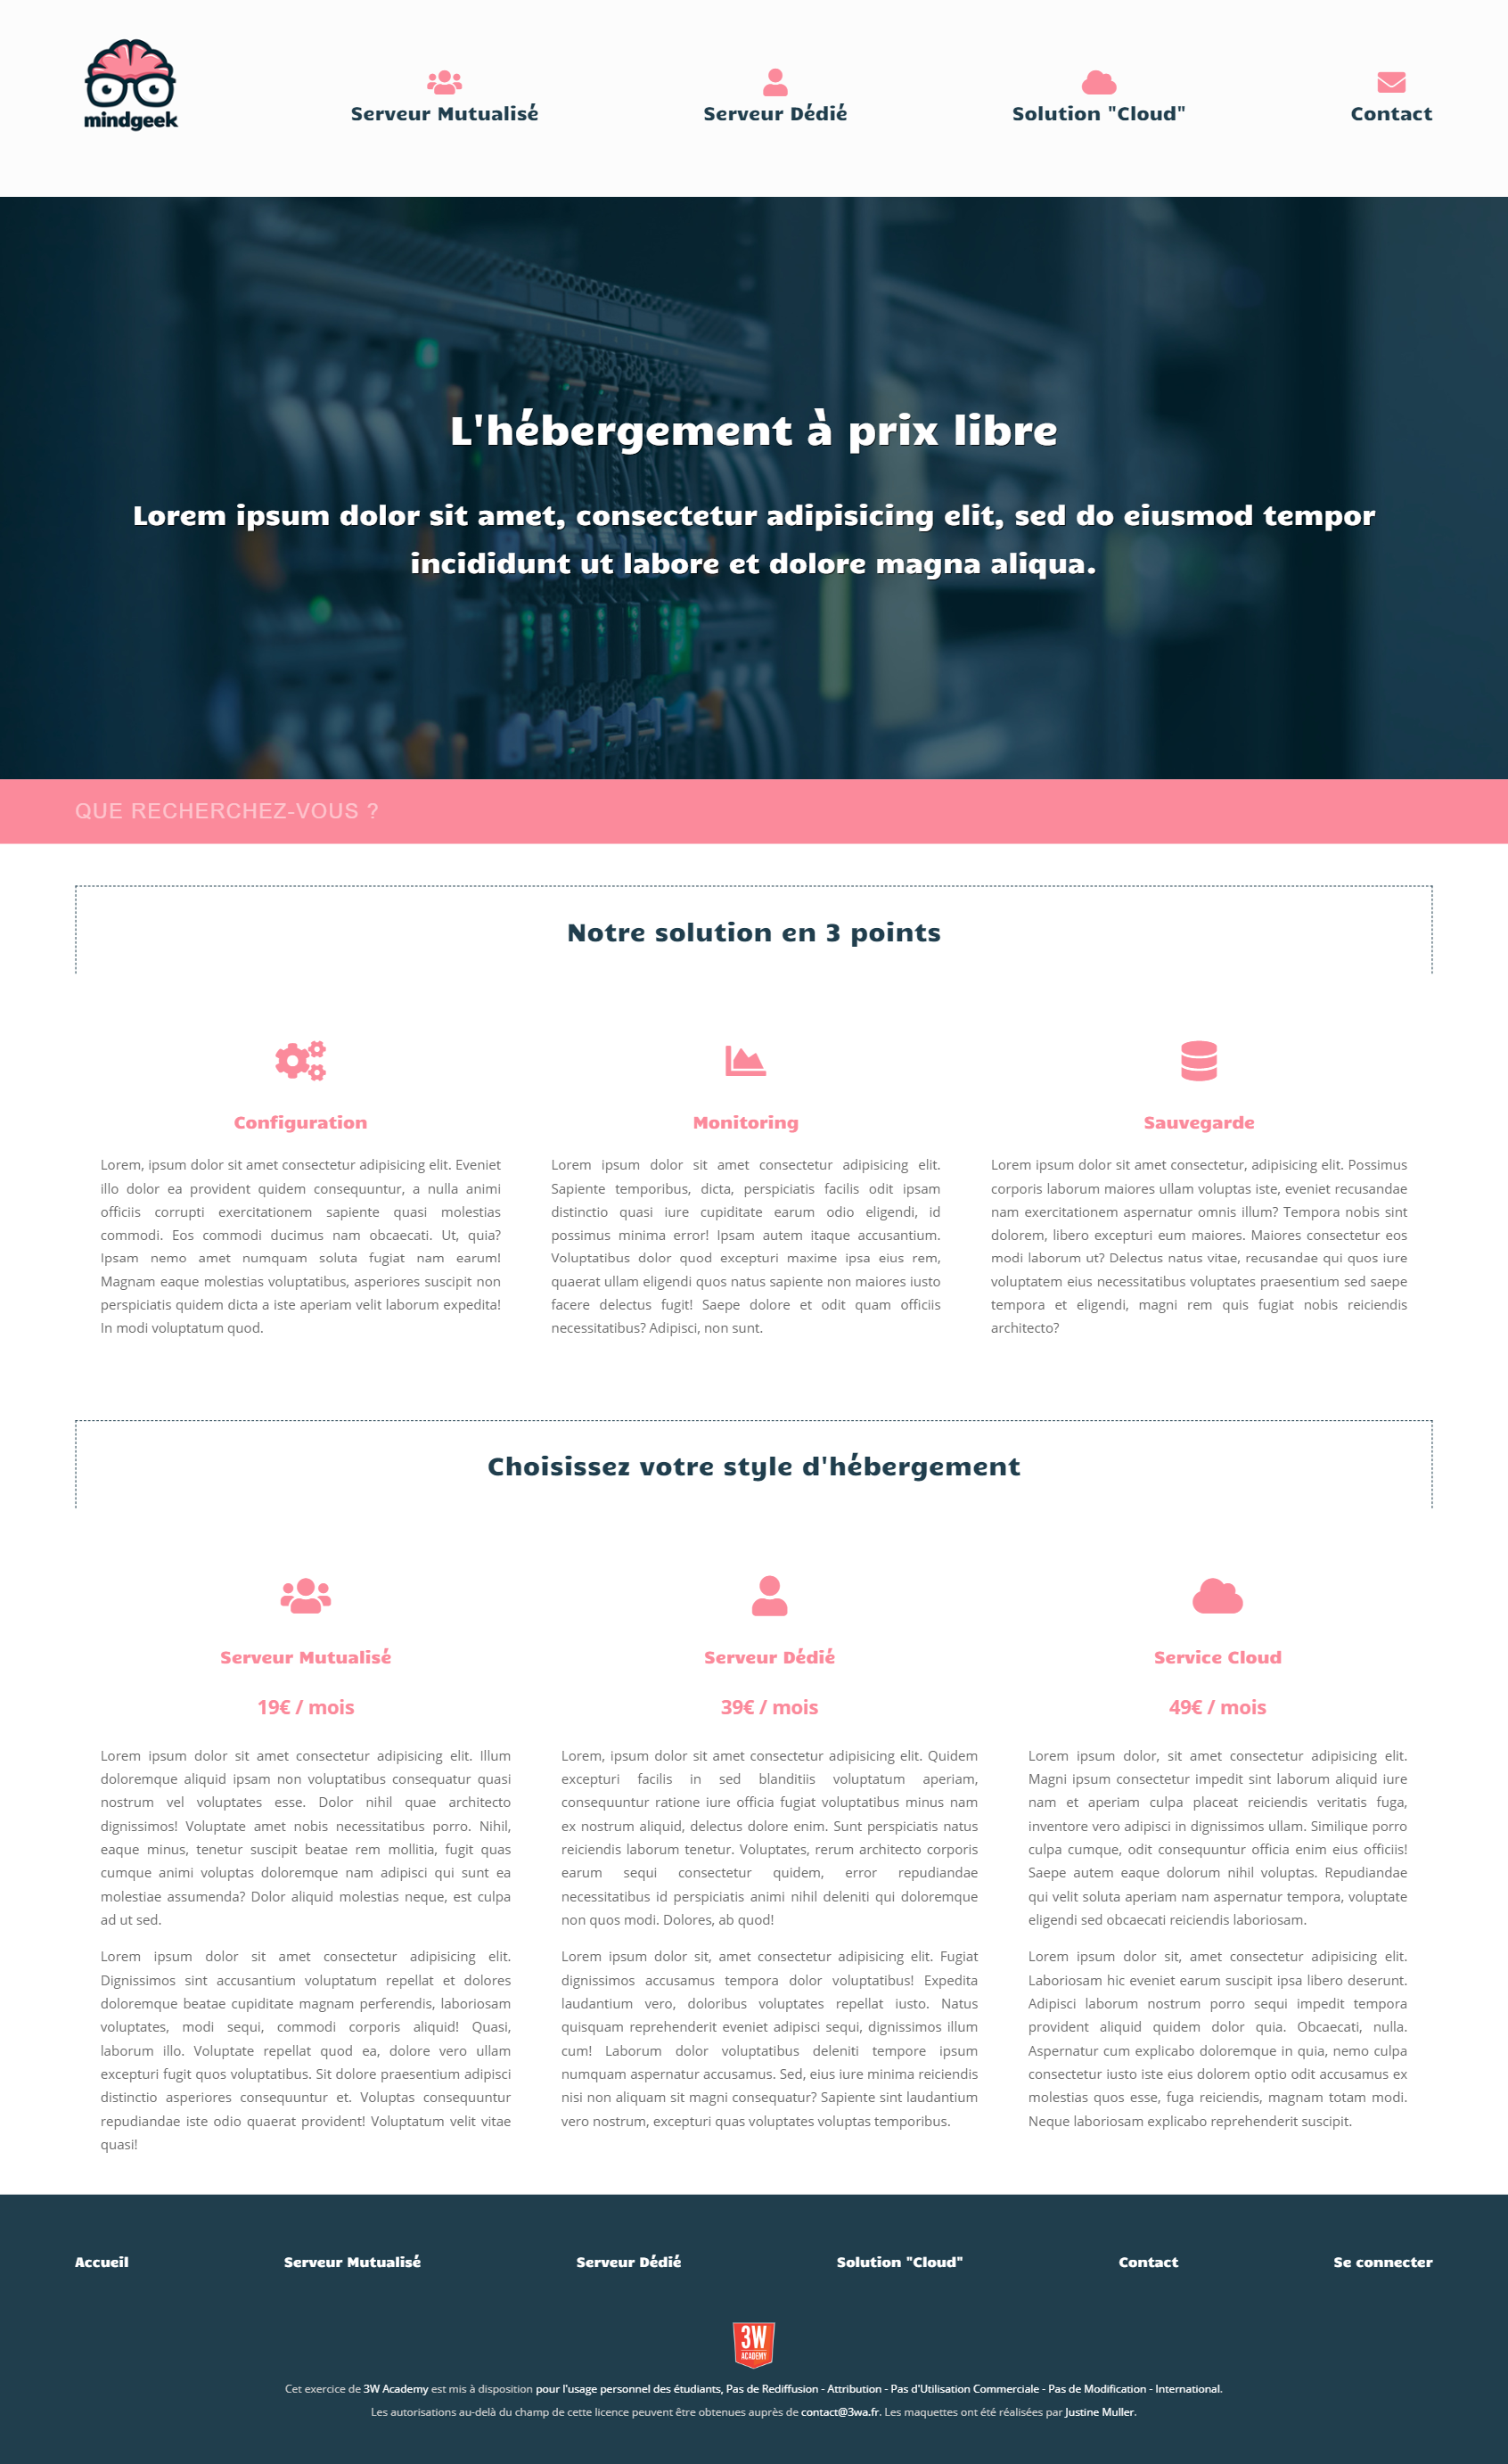 mindgeek
Serveur Mutualisé
Serveur Dédié
Solution "Cloud"
Contact
L'hébergement à prix libre
Lorem ipsum dolor sit amet, consectetur adipisicing elit, sed do eiusmod tempor
incididunt ut labore et dolore magna aliqua.
QUE RECHERCHEZ-VOUS ?
Notre solution en 3 points
Configuration
Lorem, ipsum dolor sit amet consectetur adipisicing elit. Eveniet
illo dolor ea provident quidem consequuntur, a nulla animi
officiis corrupti exercitationem sapiente quasi molestias
commodi. Eos commodi ducimus nam obcaecati. Ut, quia?
Ipsam nemo amet numquam soluta fugiat nam earum!
Magnam eaque molestias voluptatibus, asperiores suscipit non
perspiciatis quidem dicta a iste aperiam velit laborum expedita!
In modi voluptatum quod.
Monitoring
Lorem ipsum dolor sit amet consectetur adipisicing elit.
Sapiente temporibus, dicta, perspiciatis facilis odit ipsam
distinctio quasi iure cupiditate earum odio eligendi, id
possimus minima error! Ipsam autem itaque accusantium.
Voluptatibus dolor quod excepturi maxime ipsa eius rem,
quaerat ullam eligendi quos natus sapiente non maiores iusto
facere delectus fugit! Saepe dolore et odit quam officiis
necessitatibus? Adipisci, non sunt.
Sauvegarde
Lorem ipsum dolor sit amet consectetur, adipisicing elit. Possimus
corporis laborum maiores ullam voluptas iste, eveniet recusandae
nam exercitationem aspernatur omnis illum? Tempora nobis sint
dolorem, libero excepturi eum maiores. Maiores consectetur eos
modi laborum ut? Delectus natus vitae, recusandae qui quos iure
voluptatem eius necessitatibus voluptates praesentium sed saepe
tempora et eligendi, magni rem quis fugiat nobis reiciendis
architecto?
Choisissez votre style d'hébergement
Serveur Mutualisé
19€ / mois
Lorem ipsum dolor sit amet consectetur adipisicing elit. Illum
doloremque aliquid ipsam non voluptatibus consequatur quasi
nostrum vel voluptates esse. Dolor nihil quae architecto
dignissimos! Voluptate amet nobis necessitatibus porro. Nihil,
eaque minus, tenetur suscipit beatae rem mollitia, fugit quas
cumque animi voluptas doloremque nam adipisci qui sunt ea
molestiae assumenda? Dolor aliquid molestias neque, est culpa
ad ut sed.
Lorem ipsum dolor sit amet consectetur adipisicing elit.
Dignissimos sint accusantium voluptatum repellat et dolores
doloremque beatae cupiditate magnam perferendis, laboriosam
voluptates, modi sequi, commodi corporis aliquid! Quasi,
laborum illo. Voluptate repellat quod ea, dolore vero ullam
excepturi fugit quos voluptatibus. Sit dolore praesentium adipisci
distinctio asperiores consequuntur et. Voluptas consequuntur
repudiandae iste odio quaerat provident! Voluptatum velit vitae
quasi!
Serveur Dédié
39€ / mois
Lorem, ipsum dolor sit amet consectetur adipisicing elit. Quidem
excepturi facilis in sed blanditiis voluptatum aperiam,
consequuntur ratione iure officia fugiat voluptatibus minus nam
ex nostrum aliquid, delectus dolore enim. Sunt perspiciatis natus
reiciendis laborum tenetur. Voluptates, rerum architecto corporis
earum sequi consectetur quidem, error repudiandae
necessitatibus id perspiciatis animi nihil deleniti qui doloremque
non quos modi. Dolores, ab quod!
Lorem ipsum dolor sit, amet consectetur adipisicing elit. Fugiat
dignissimos accusamus tempora dolor voluptatibus! Expedita
laudantium vero, doloribus voluptates repellat iusto. Natus
quisquam reprehenderit eveniet adipisci sequi, dignissimos illum
cum! Laborum dolor voluptatibus deleniti tempore ipsum
numquam aspernatur accusamus. Sed, eius iure minima reiciendis
nisi non aliquam sit magni consequatur? Sapiente sint laudantium
vero nostrum, excepturi quas voluptates voluptas temporibus.
Service Cloud
49€ / mois
Lorem ipsum dolor, sit amet consectetur adipisicing elit.
Magni ipsum consectetur impedit sint laborum aliquid iure
nam et aperiam culpa placeat reiciendis veritatis fuga,
inventore vero adipisci in dignissimos ullam. Similique porro
culpa cumque, odit consequuntur officia enim eius officiis!
Saepe autem eaque dolorum nihil voluptas. Repudiandae
qui velit soluta aperiam nam aspernatur tempora, voluptate
eligendi sed obcaecati reiciendis laboriosam.
Lorem ipsum dolor sit, amet consectetur adipisicing elit.
Laboriosam hic eveniet earum suscipit ipsa libero deserunt.
Adipisci laborum nostrum porro sequi impedit tempora
provident aliquid quidem dolor quia. Obcaecati, nulla.
Aspernatur cum explicabo doloremque in quia, nemo culpa
consectetur iusto iste eius dolorem optio odit accusamus ex
molestias quos esse, fuga reiciendis, magnam totam modi.
Neque laboriosam explicabo reprehenderit suscipit.
Accueil
Serveur Mutualisé
Serveur Dédié
Solution "Cloud"
Contact
Se connecter
3W
ACADEMY
Cet exercice de 3W Academy est mis à disposition pour l'usage personnel des étudiants, Pas de Rediffusion - Attribution - Pas d'Utilisation Commerciale - Pas de Modification - International.
Les autorisations au-delà du champ de cette licence peuvent être obtenues auprès de contact@3wa.fr. Les maquettes ont été réalisées par Justine Muller.